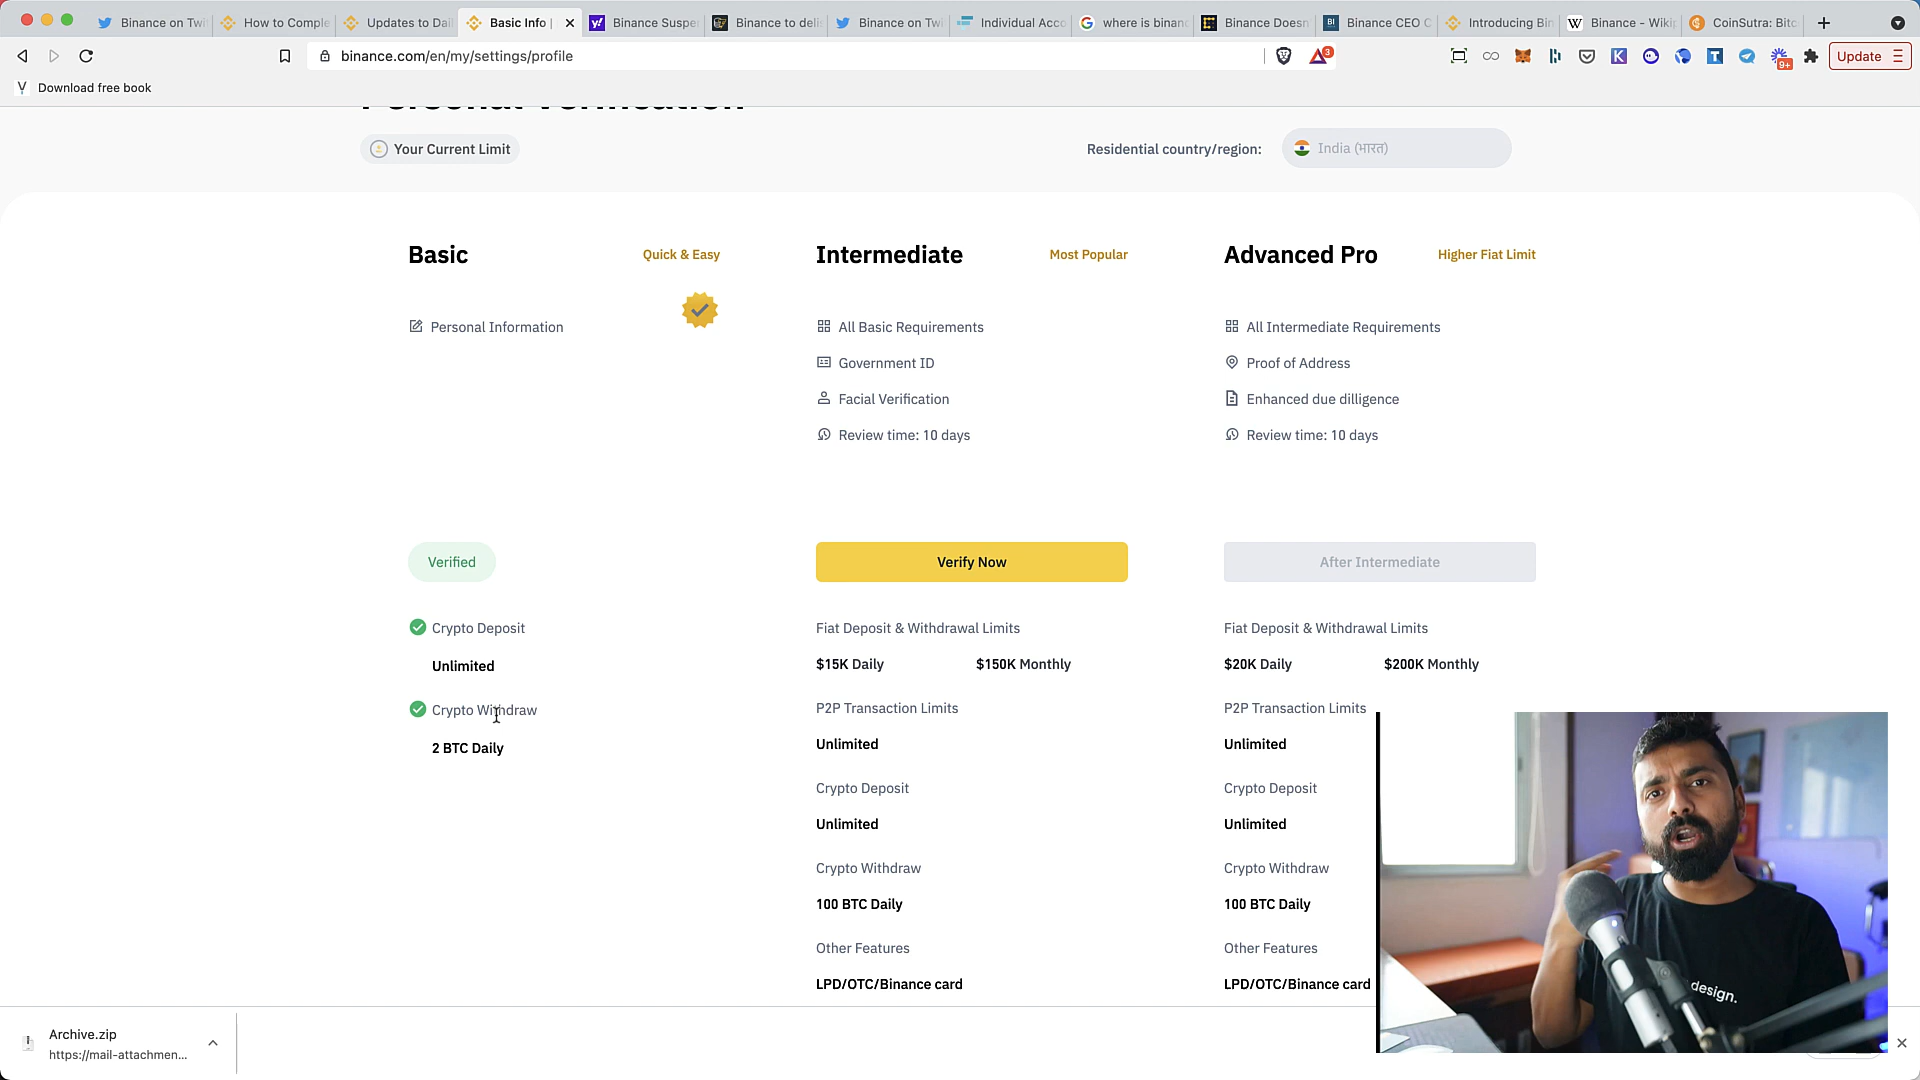 Binance on Twi
How to Comple
Updates to Dai
Basic Info |
Binance Suspe
Binance to deli
Binance on Twi
Individual Acco
where is binanc
Binance Doesn
Binance CEO C
Introducing Bin
Binance - Wikip
CoinSutra: Bitc
binance.com/en/my/settings/profile
3
9+
Update
Download free book
Personal Verification
Your Current Limit
Residential country/region:
India (भारत)
Basic
Quick & Easy
Personal Information
Verified
Crypto Deposit
Unlimited
Crypto Withdraw
2 BTC Daily
Intermediate
Most Popular
All Basic Requirements
Government ID
Facial Verification
Review time: 10 days
Verify Now
Fiat Deposit & Withdrawal Limits
$15K Daily
$150K Monthly
P2P Transaction Limits
Unlimited
Crypto Deposit
Unlimited
Crypto Withdraw
100 BTC Daily
Other Features
LPD/OTC/Binance card
Advanced Pro
Higher Fiat Limit
All Intermediate Requirements
Proof of Address
Enhanced due dilligence
Review time: 10 days
After Intermediate
Fiat Deposit & Withdrawal Limits
$20K Daily
$200K Monthly
P2P Transaction Limits
Unlimited
Crypto Deposit
Unlimited
Crypto Withdraw
100 BTC Daily
Other Features
LPD/OTC/Binance card
design.
Archive.zip
https://mail-attachmen...